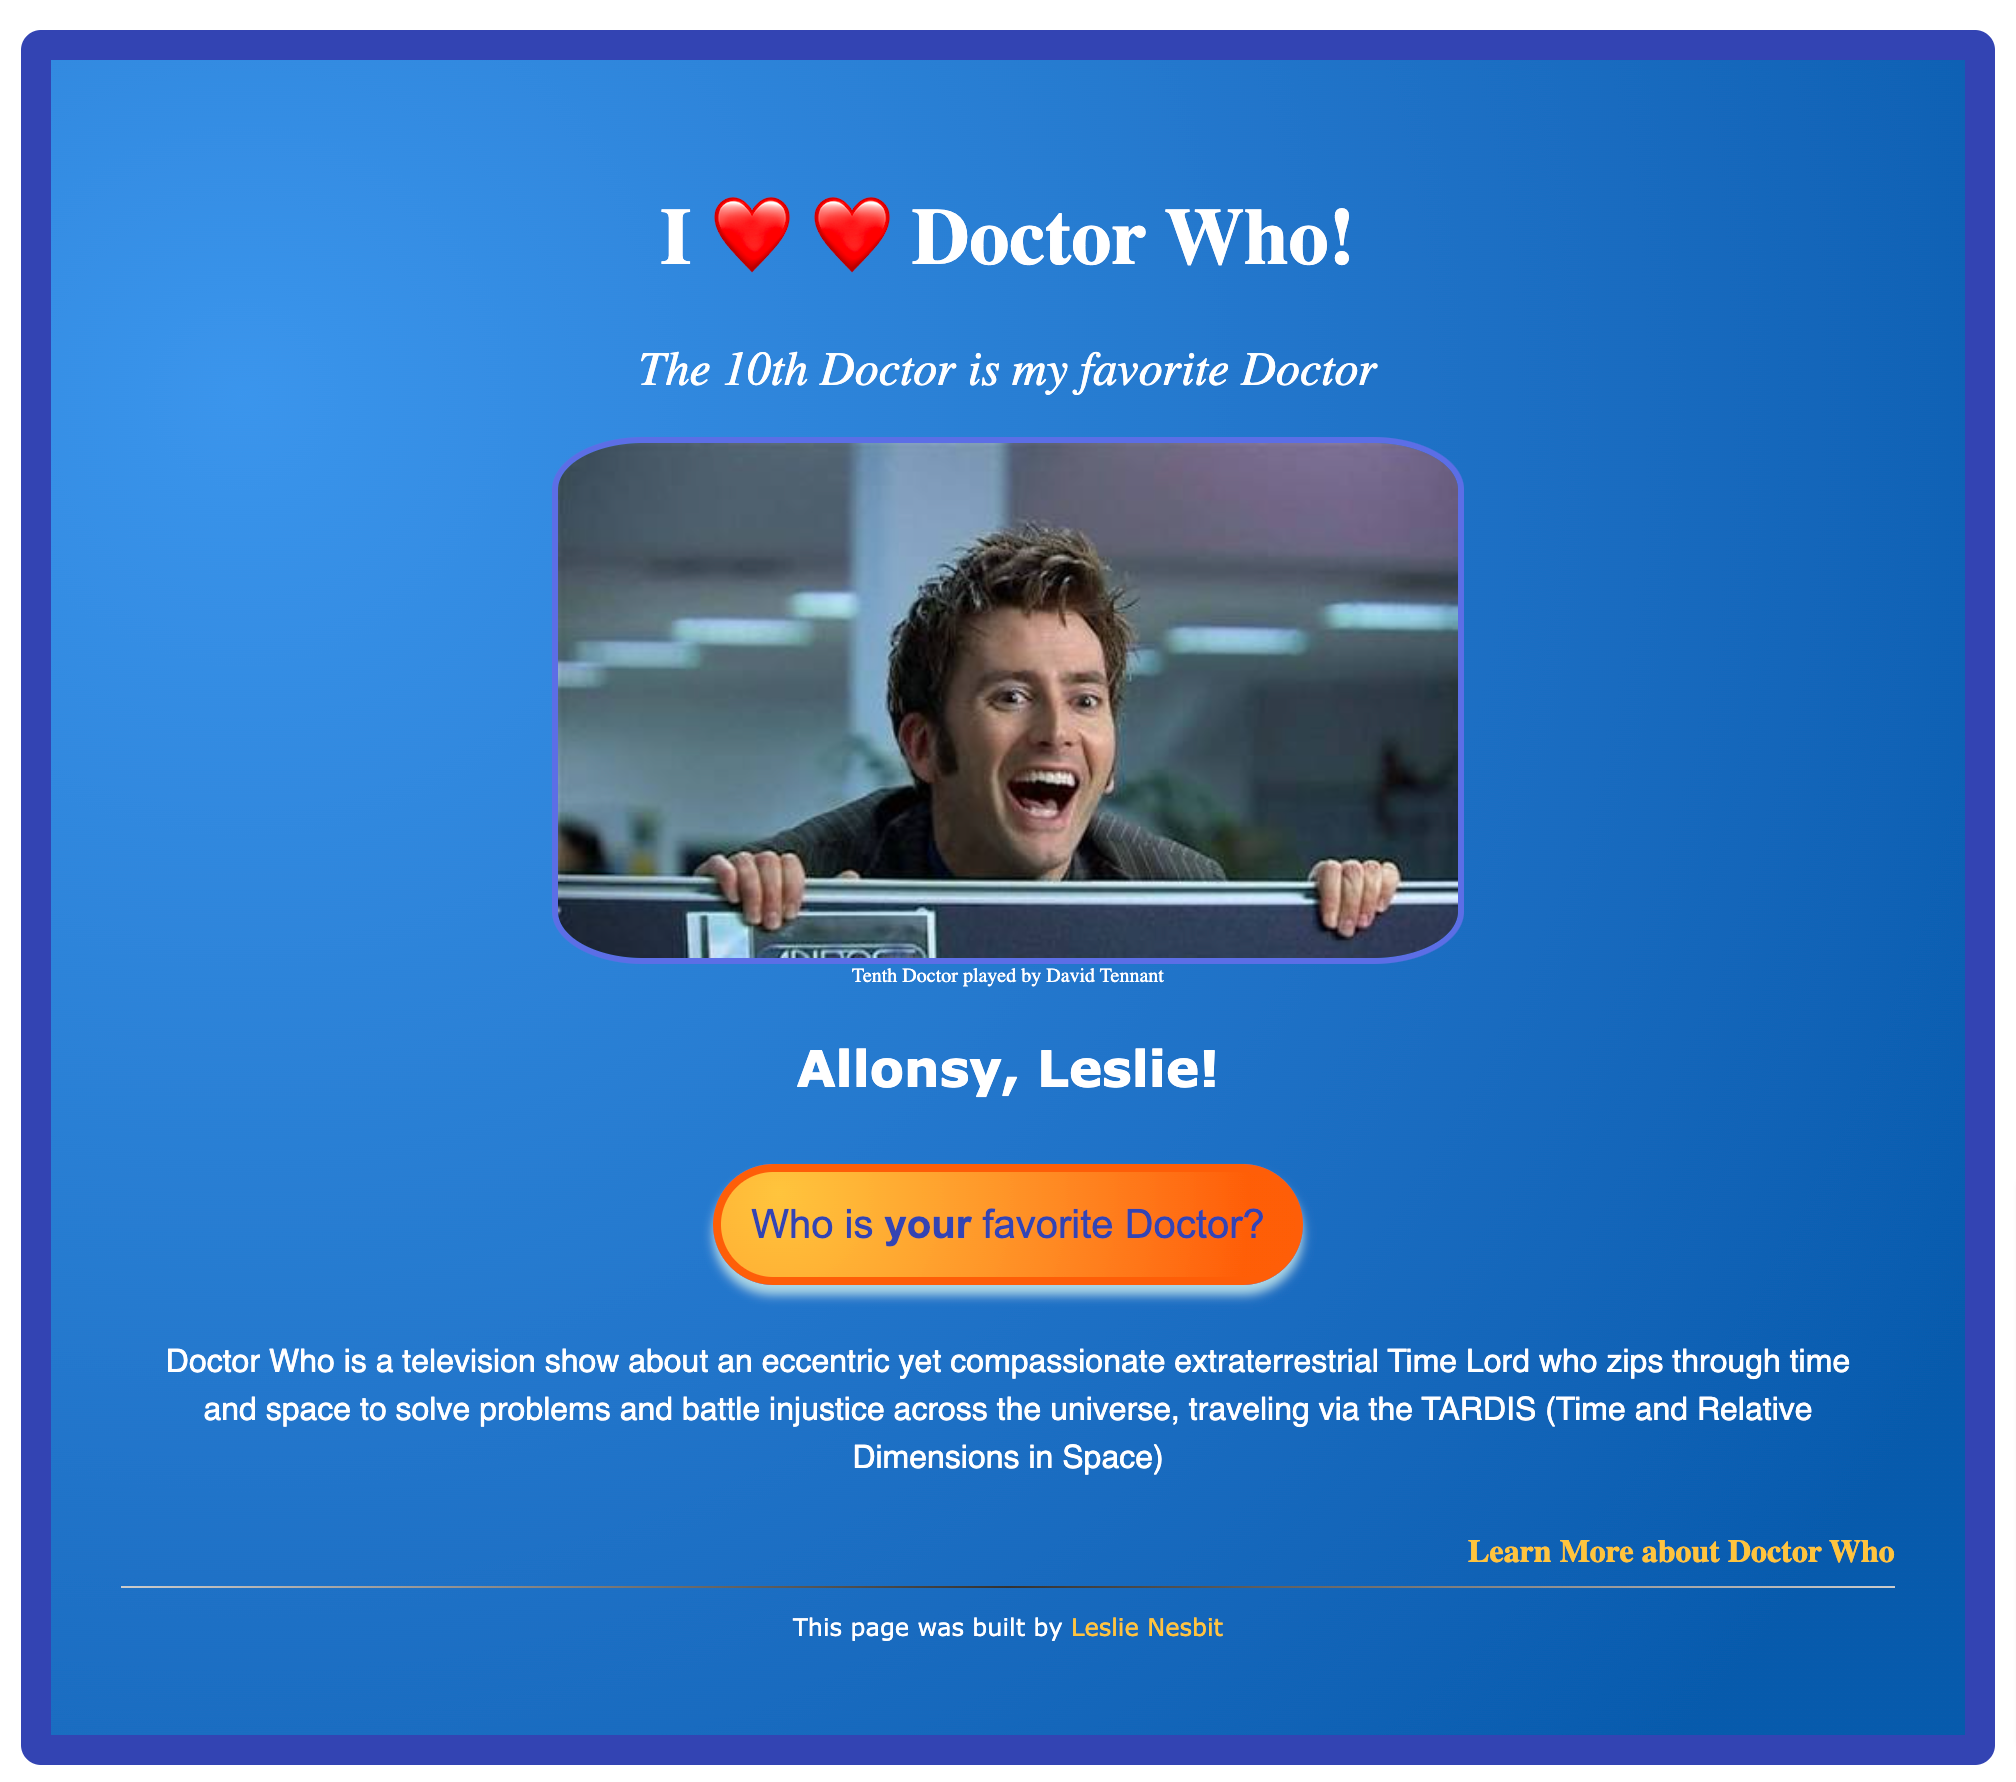 I ❤️ ❤️ Doctor Who!
The 10th Doctor is my favorite Doctor
Tenth Doctor played by David Tennant
Allonsy, Leslie!
Who is your favorite Doctor?
Doctor Who is a television show about an eccentric yet compassionate extraterrestrial Time Lord who zips through time
and space to solve problems and battle injustice across the universe, traveling via the TARDIS (Time and Relative
Dimensions in Space)
Learn More about Doctor Who
This page was built by Leslie Nesbit